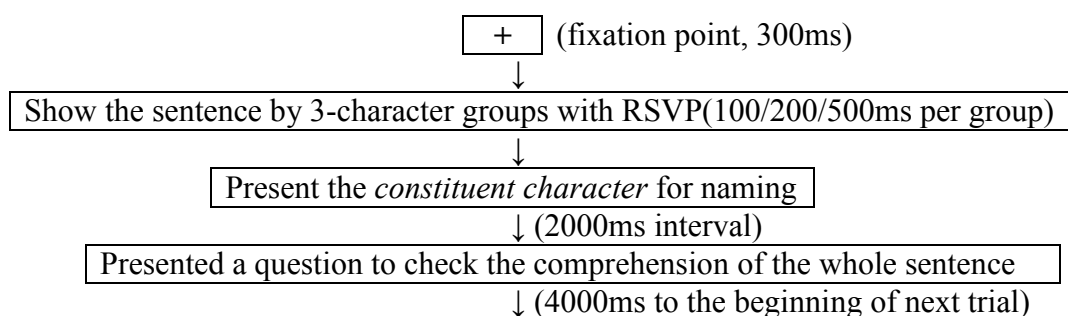 + (fixation point, 300ms)
↓
Show the sentence by 3-character groups with RSVP(100/200/500ms per group)
↓
Present the constituent character for naming
↓ (2000ms interval)
Presented a question to check the comprehension of the whole sentence
↓ (4000ms to the beginning of next trial)